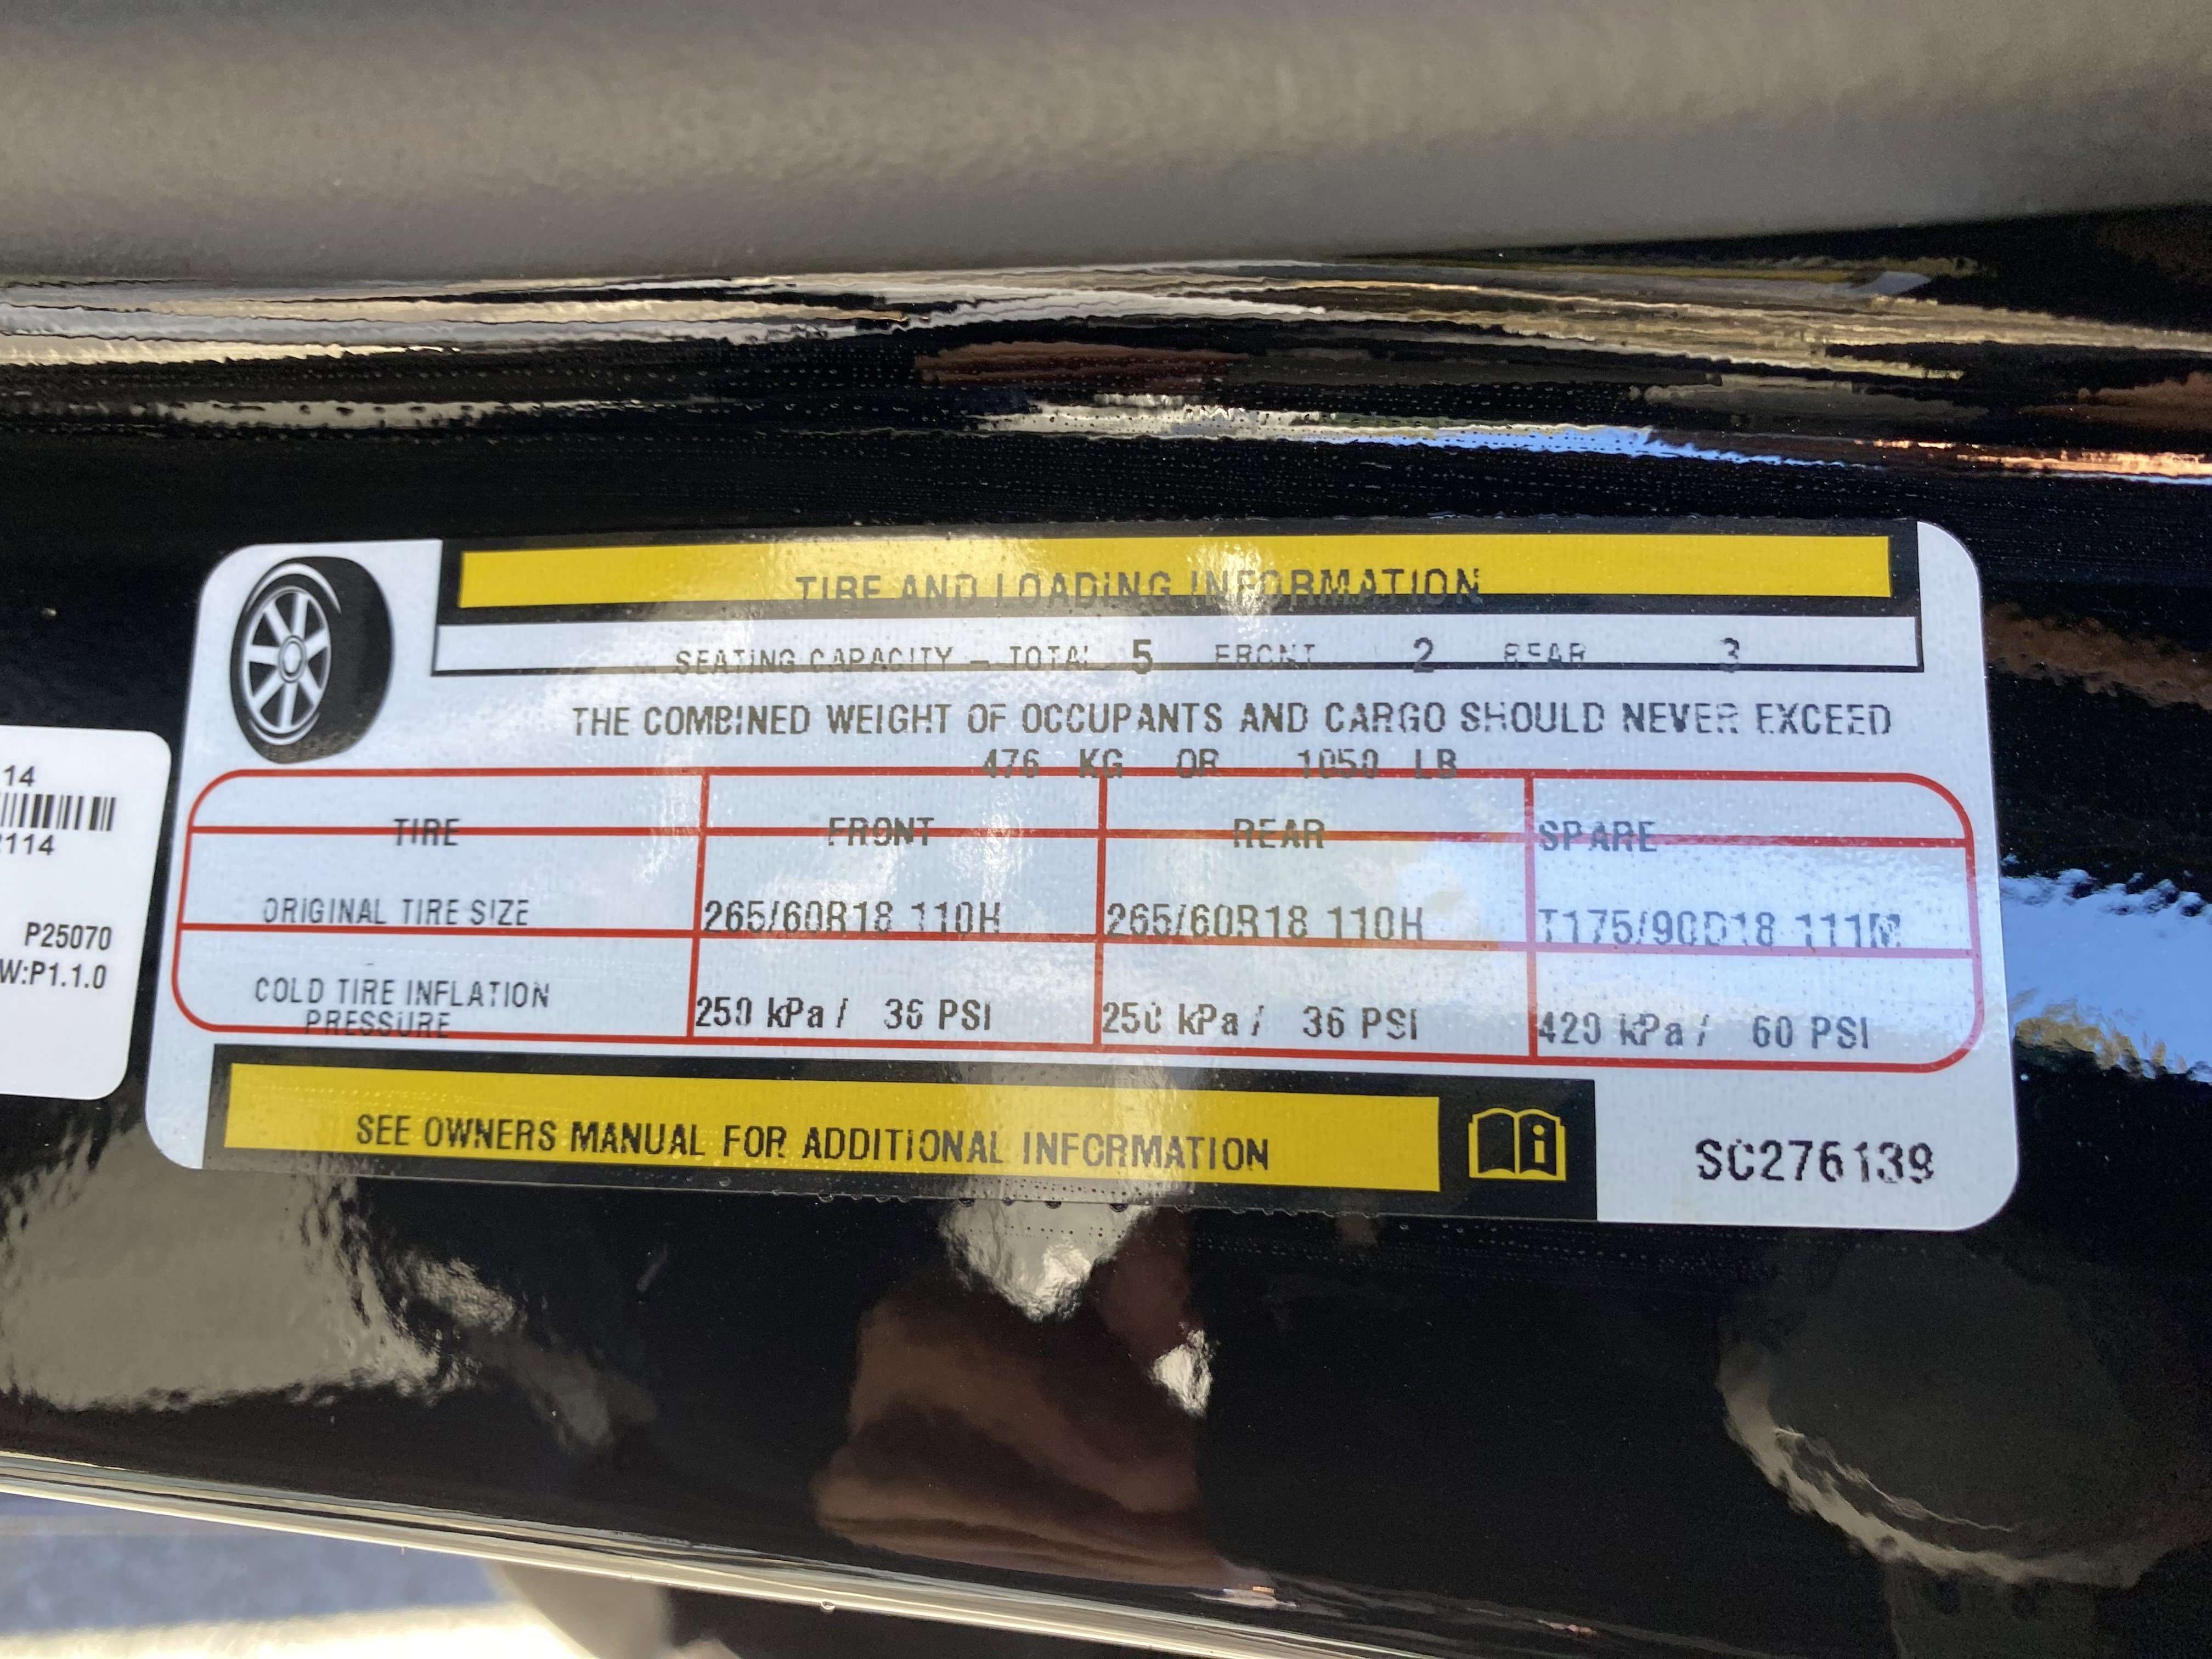 TIRE AND LOADING INFORMATION
SEATING CAPACITY – TOTAL 5 FRONT 2 REAR 3
THE COMBINED WEIGHT OF OCCUPANTS AND CARGO SHOULD NEVER EXCEED
476 KG OR 1050 LB
TIRE FRONT REAR SPARE
ORIGINAL TIRE SIZE 265/60R18 110H 265/60R18 110H T175/90D18 111M
COLD TIRE INFLATION
PRESSURE 250 kPa / 36 PSI 250 kPa / 36 PSI 420 kPa / 60 PSI
SEE OWNERS MANUAL FOR ADDITIONAL INFORMATION
SC276139
14
114
P25070
W:P1.1.0